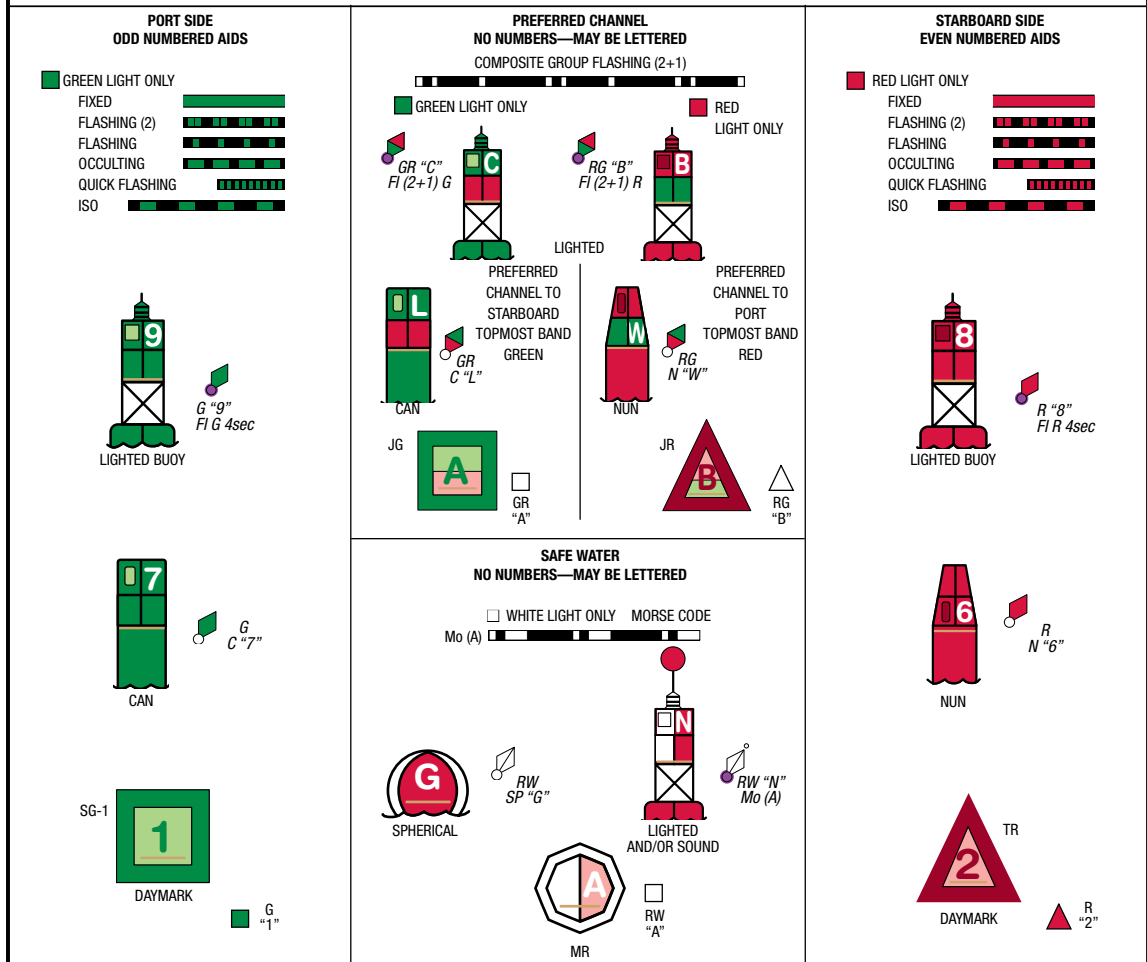 PORT SIDE
ODD NUMBERED AIDS
GREEN LIGHT ONLY
FIXED
FLASHING (2)
FLASHING
OCCULTING
QUICK FLASHING
ISO
9
G “9”
Fl G 4sec
LIGHTED BUOY
7
G
C “7”
CAN
SG-1
1
DAYMARK
G
“1”
PREFERRED CHANNEL
NO NUMBERS—MAY BE LETTERED
COMPOSITE GROUP FLASHING (2+1)
GREEN LIGHT ONLY
RED
LIGHT ONLY
GR “C”
Fl (2+1) G
C
RG “B”
Fl (2+1) R
B
LIGHTED
L
PREFERRED
CHANNEL TO
STARBOARD
TOPMOST BAND
GREEN
GR
C “L”
CAN
W
PREFERRED
CHANNEL TO
PORT
TOPMOST BAND
RED
RG
N “W”
NUN
JG
A
GR
“A”
JR
B
RG
“B”
SAFE WATER
NO NUMBERS—MAY BE LETTERED
WHITE LIGHT ONLY MORSE CODE
Mo (A)
G
RW
SP “G”
SPHERICAL
N
RW “N”
Mo (A)
LIGHTED
AND/OR SOUND
A
RW
“A”
MR
STARBOARD SIDE
EVEN NUMBERED AIDS
RED LIGHT ONLY
FIXED
FLASHING (2)
FLASHING
OCCULTING
QUICK FLASHING
ISO
8
R “8”
Fl R 4sec
LIGHTED BUOY
6
R
N “6”
NUN
TR
2
DAYMARK
R
“2”